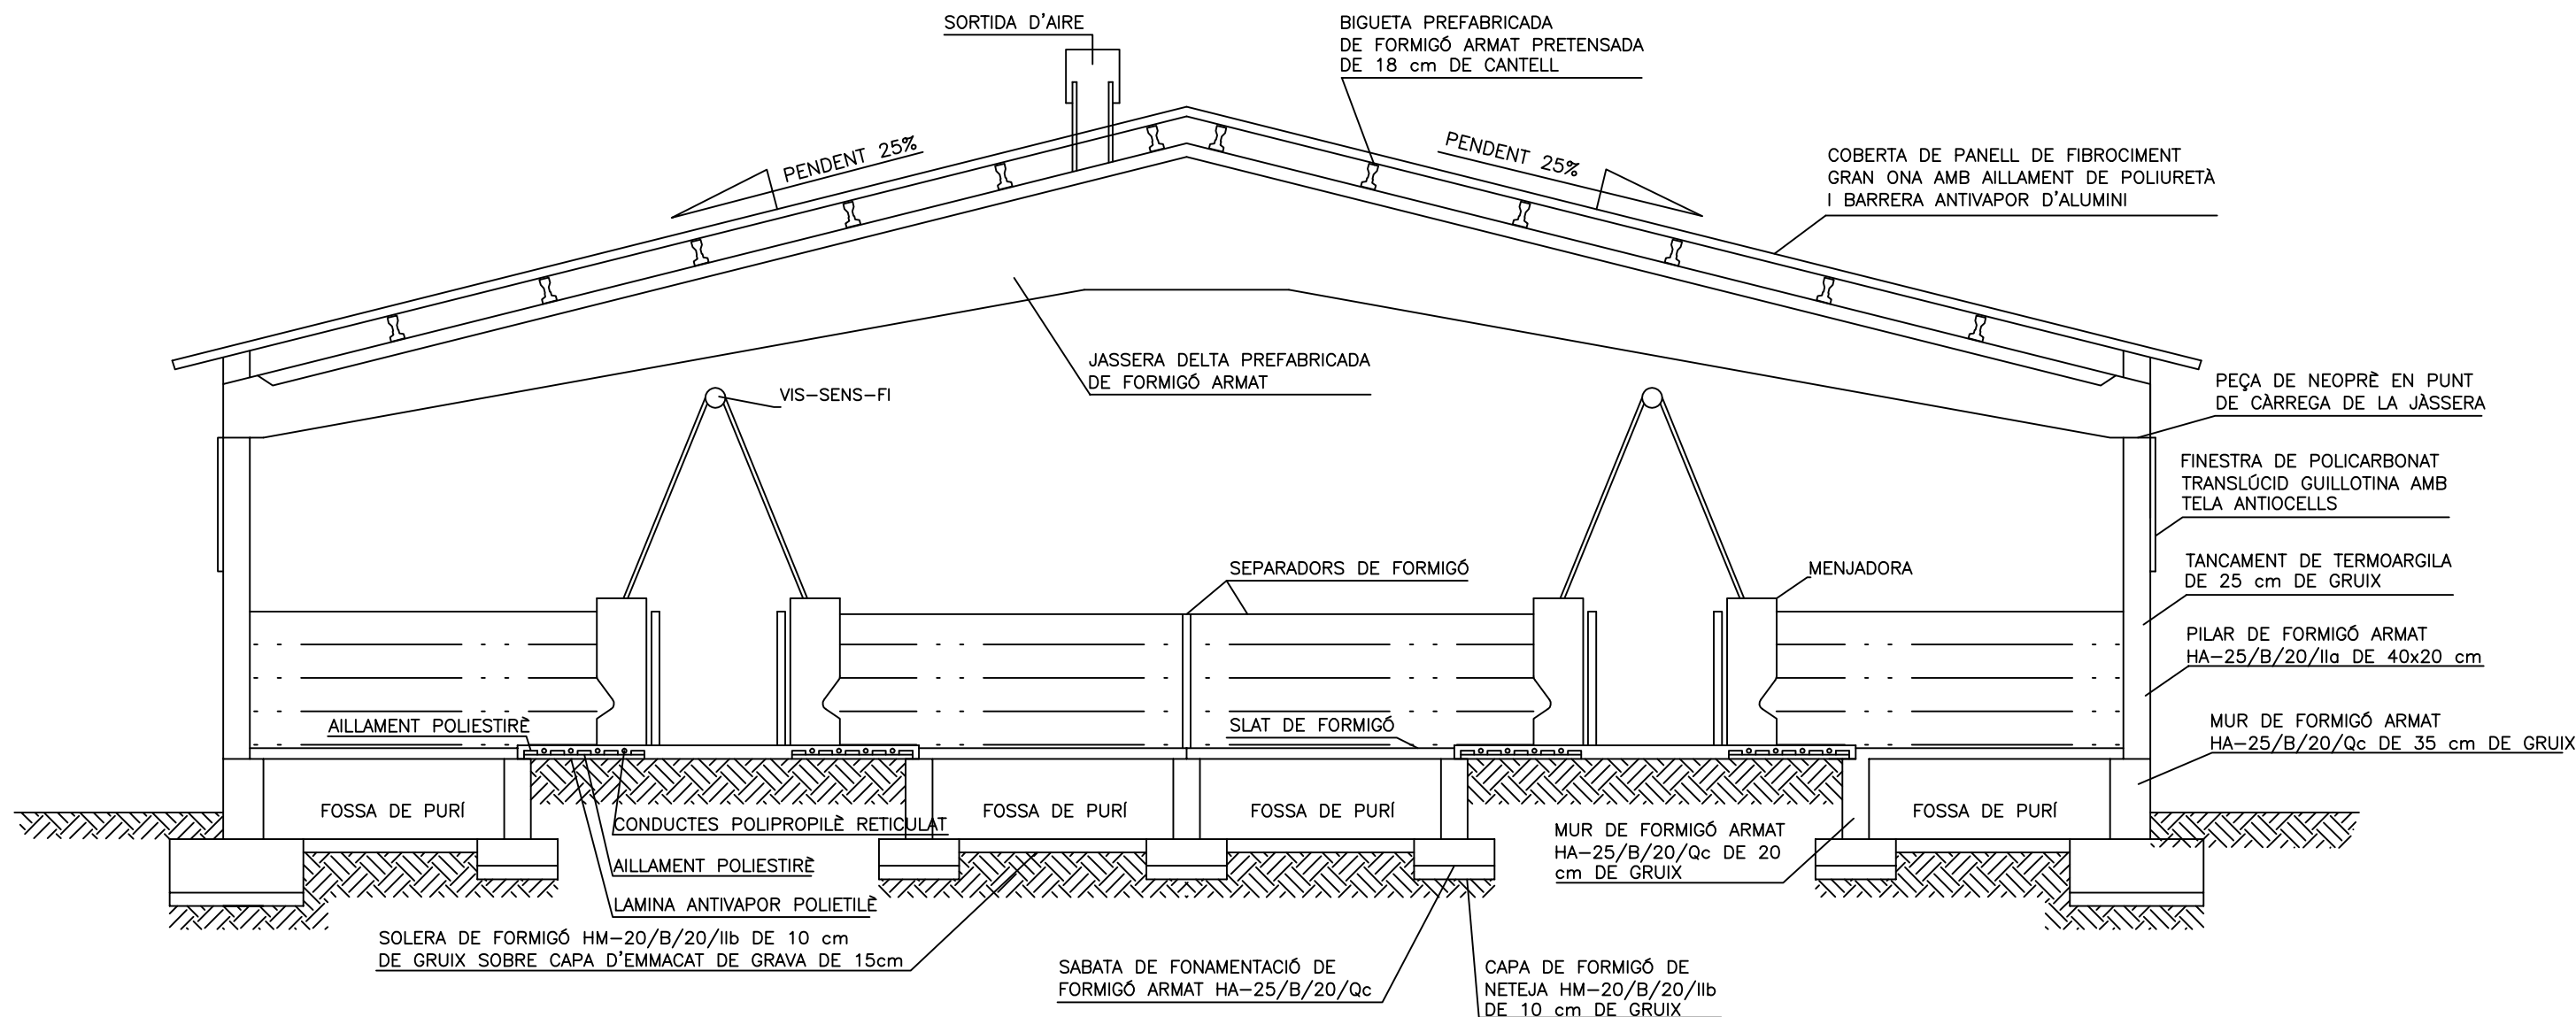 SORTIDA D'AIRE
BIGUETA PREFABRICADA
DE FORMIGÓ ARMAT PRETENSADA
DE 18 cm DE CANTELL
PENDENT 25%
PENDENT 25%
COBERTA DE PANELL DE FIBROCIMENT
GRAN ONA AMB AILLAMENT DE POLIURETÀ
I BARRERA ANTIVAPOR D'ALUMINI
JASSERA DELTA PREFABRICADA
DE FORMIGÓ ARMAT
VIS-SENS-FI
PEÇA DE NEOPRÈ EN PUNT
DE CÀRREGA DE LA JÀSSERA
FINESTRA DE POLICARBONAT
TRANSLÚCID GUILLOTINA AMB
TELA ANTIOCELLS
SEPARADORS DE FORMIGÓ
MENJADORA
TANCAMENT DE TERMOARGILA
DE 25 cm DE GRUIX
PILAR DE FORMIGÓ ARMAT
HA-25/B/20/IIa DE 40x20 cm
AILLAMENT POLIESTIRÈ
SLAT DE FORMIGÓ
MUR DE FORMIGÓ ARMAT
HA-25/B/20/Qc DE 35 cm DE GRUIX
FOSSA DE PURÍ
FOSSA DE PURÍ
FOSSA DE PURÍ
FOSSA DE PURÍ
CONDUCTES POLIPROPILÈ RETICULAT
MUR DE FORMIGÓ ARMAT
HA-25/B/20/Qc DE 20
cm DE GRUIX
AILLAMENT POLIESTIRÈ
LAMINA ANTIVAPOR POLIETILÈ
SOLERA DE FORMIGÓ HM-20/B/20/IIb DE 10 cm
DE GRUIX SOBRE CAPA D'EMMACAT DE GRAVA DE 15cm
SABATA DE FONAMENTACIÓ DE
FORMIGÓ ARMAT HA-25/B/20/Qc
CAPA DE FORMIGÓ DE
NETEJA HM-20/B/20/IIb
DE 10 cm DE GRUIX